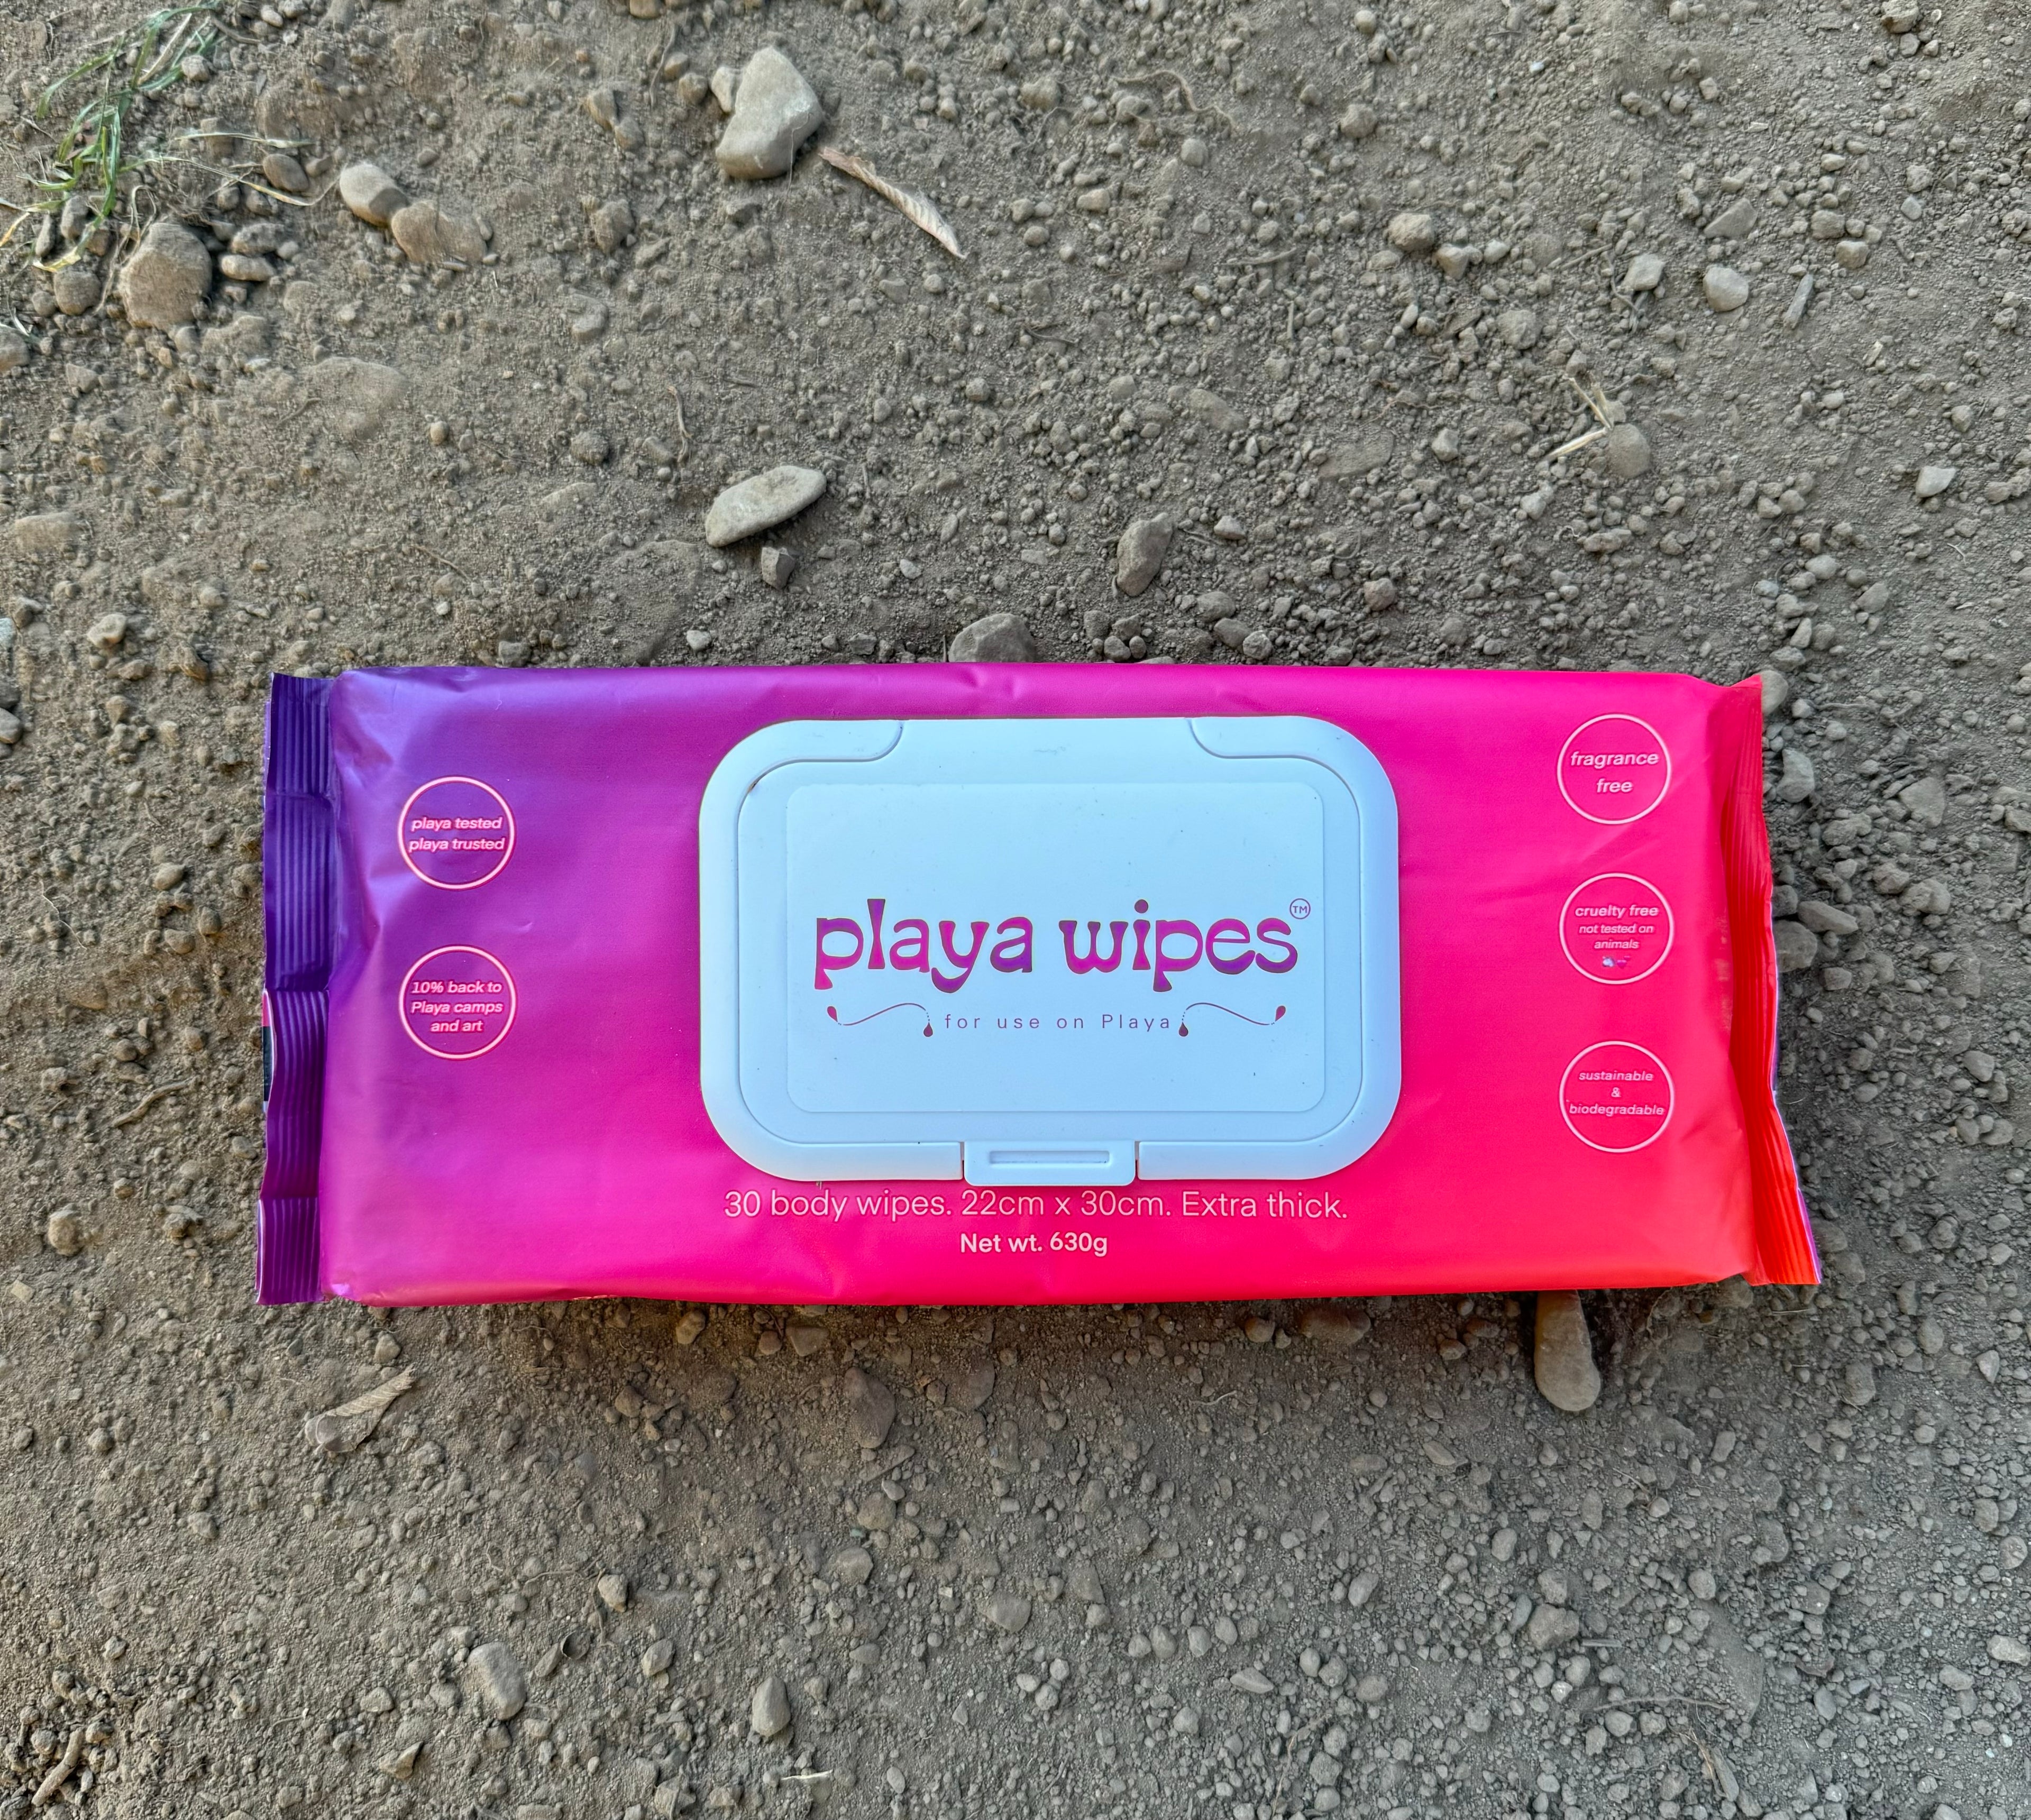 playa tested
playa trusted
10% back to
Playa camps
and art
playa wipes™
for use on Playa
30 body wipes. 22cm x 30cm. Extra thick.
Net wt. 630g
fragrance
free
cruelty free
not tested on
animals
sustainable
&
biodegradable